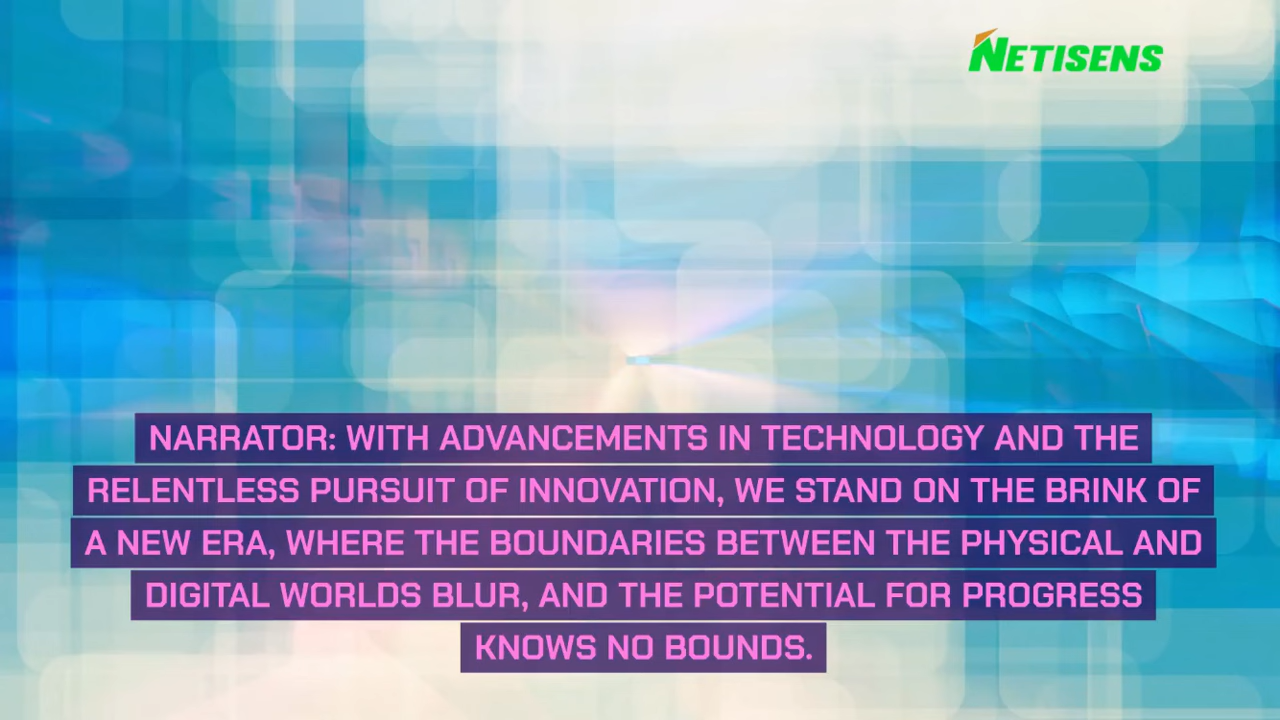 NETISENS
NARRATOR: WITH ADVANCEMENTS IN TECHNOLOGY AND THE
RELENTLESS PURSUIT OF INNOVATION, WE STAND ON THE BRINK OF
A NEW ERA, WHERE THE BOUNDARIES BETWEEN THE PHYSICAL AND
DIGITAL WORLDS BLUR, AND THE POTENTIAL FOR PROGRESS
KNOWS NO BOUNDS.